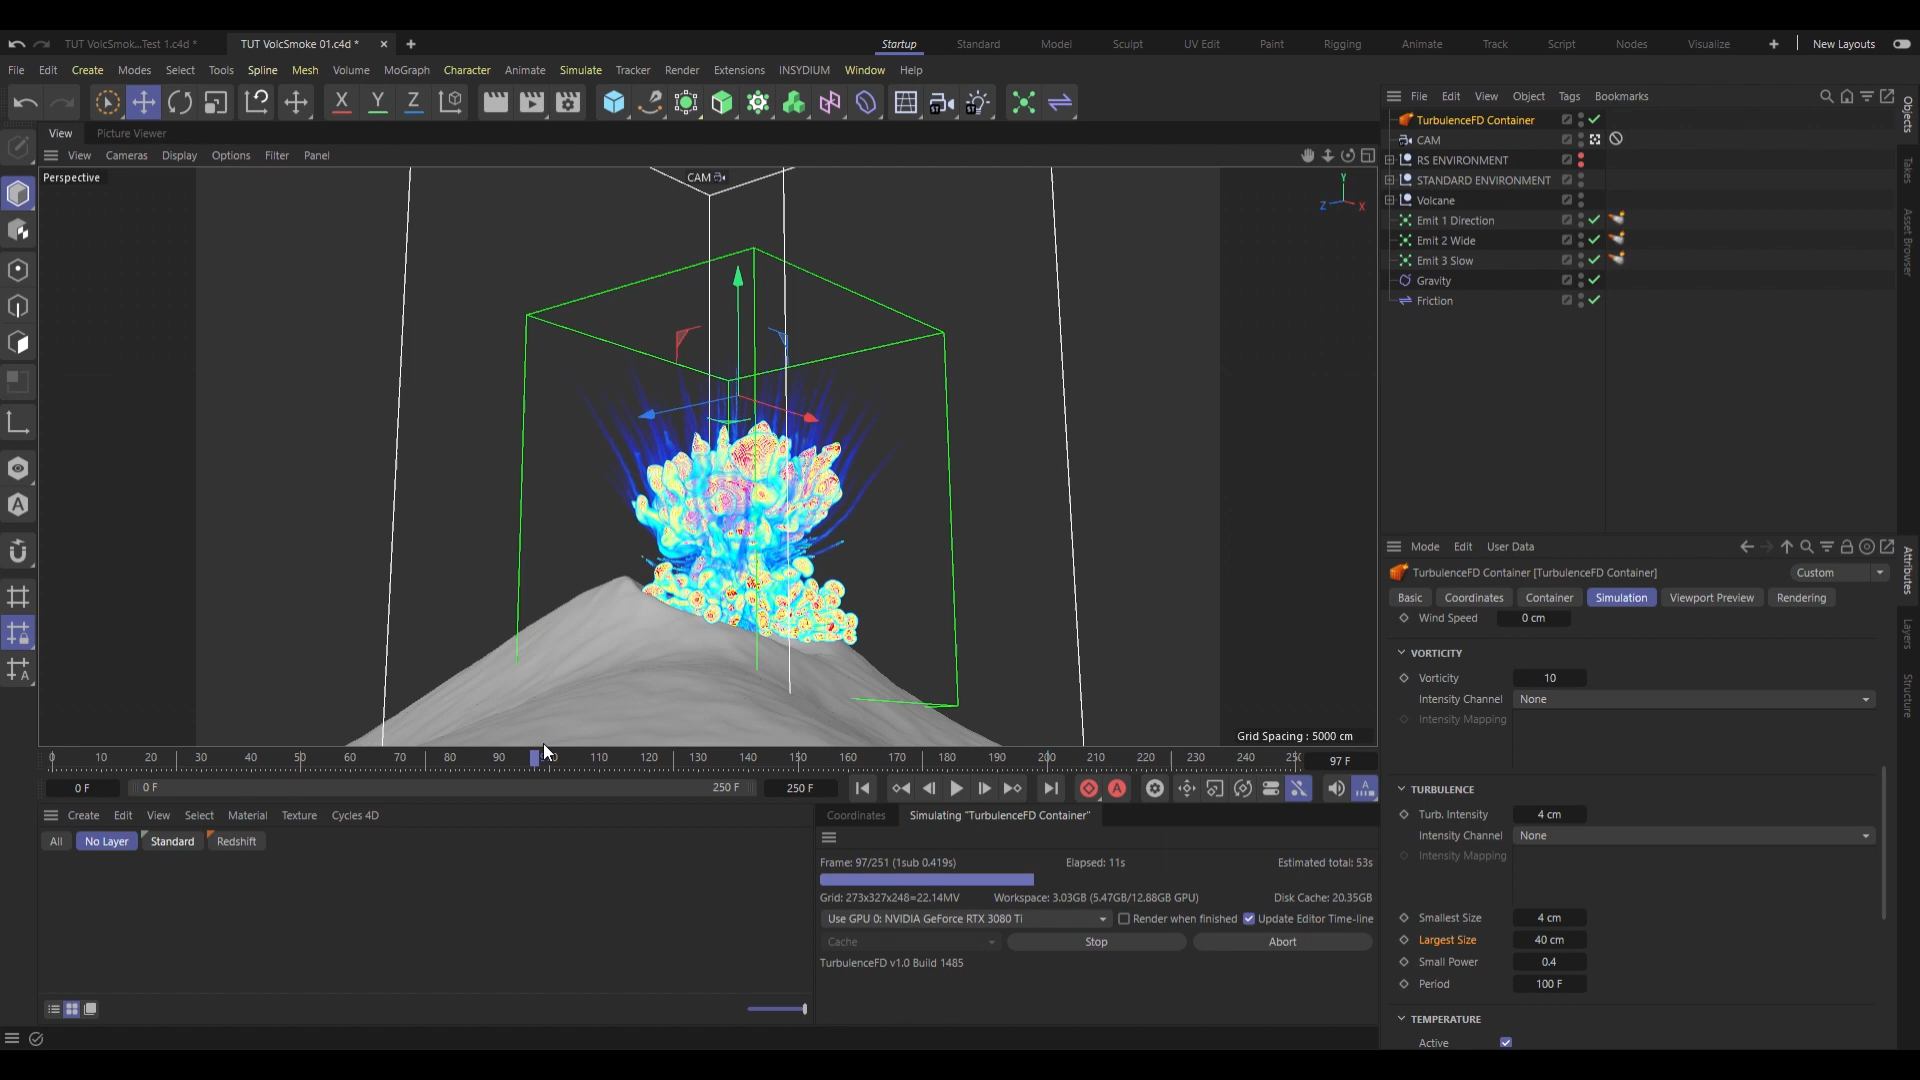 TUT VolcSmok...Test 1.c4d *
TUT VolcSmoke 01.c4d *
Startup Standard Model Sculpt UV Edit Paint Rigging Animate Track Script Nodes Visualize New Layouts
File Edit Create Modes Select Tools Spline Mesh Volume MoGraph Character Animate Simulate Tracker Render Extensions INSYDIUM Window Help
X Y Z
File Edit View Object Tags Bookmarks
View Picture Viewer
View Cameras Display Options Filter Panel
Perspective
CAM
Y
Z X
TurbulenceFD Container
CAM
RS ENVIRONMENT
STANDARD ENVIRONMENT
Volcane
Emit 1 Direction
Emit 2 Wide
Emit 3 Slow
Gravity
Friction
Objects
Takes
Asset Browser
Mode Edit User Data
TurbulenceFD Container [TurbulenceFD Container]
Custom
Basic Coordinates Container Simulation Viewport Preview Rendering
Wind Speed 0 cm
VORTICITY
Vorticity 10
Intensity Channel None
Intensity Mapping
TURBULENCE
Turb. Intensity 4 cm
Intensity Channel None
Intensity Mapping
Smallest Size 4 cm
Largest Size 40 cm
Small Power 0.4
Period 100 F
TEMPERATURE
Active
Attributes
Layers
Structure
Grid Spacing : 5000 cm
0 10 20 30 40 50 60 70 80 90 110 120 130 140 150 160 170 180 190 200 210 220 230 240
97 F
0 F 0 F 250 F 250 F
Create Edit View Select Material Texture Cycles 4D
All No Layer Standard Redshift
Coordinates Simulating "TurbulenceFD Container"
Frame: 97/251 (1sub 0.419s) Elapsed: 11s Estimated total: 53s
Grid: 273x327x248=22.14MV Workspace: 3.03GB (5.47GB/12.88GB GPU) Disk Cache: 20.35GB
Use GPU 0: NVIDIA GeForce RTX 3080 Ti Render when finished Update Editor Time-line
Cache Stop Abort
TurbulenceFD v1.0 Build 1485